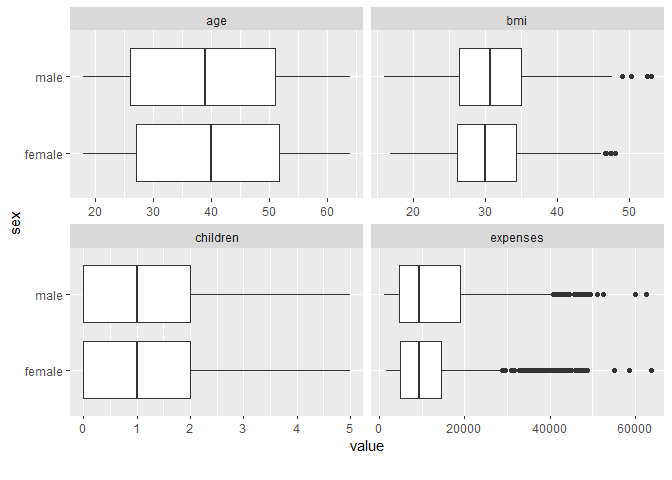 age
bmi
male
female
20 30 40 50 60
20 30 40 50
sex
children
expenses
male
female
0 1 2 3 4 5
0 20000 40000 60000
value